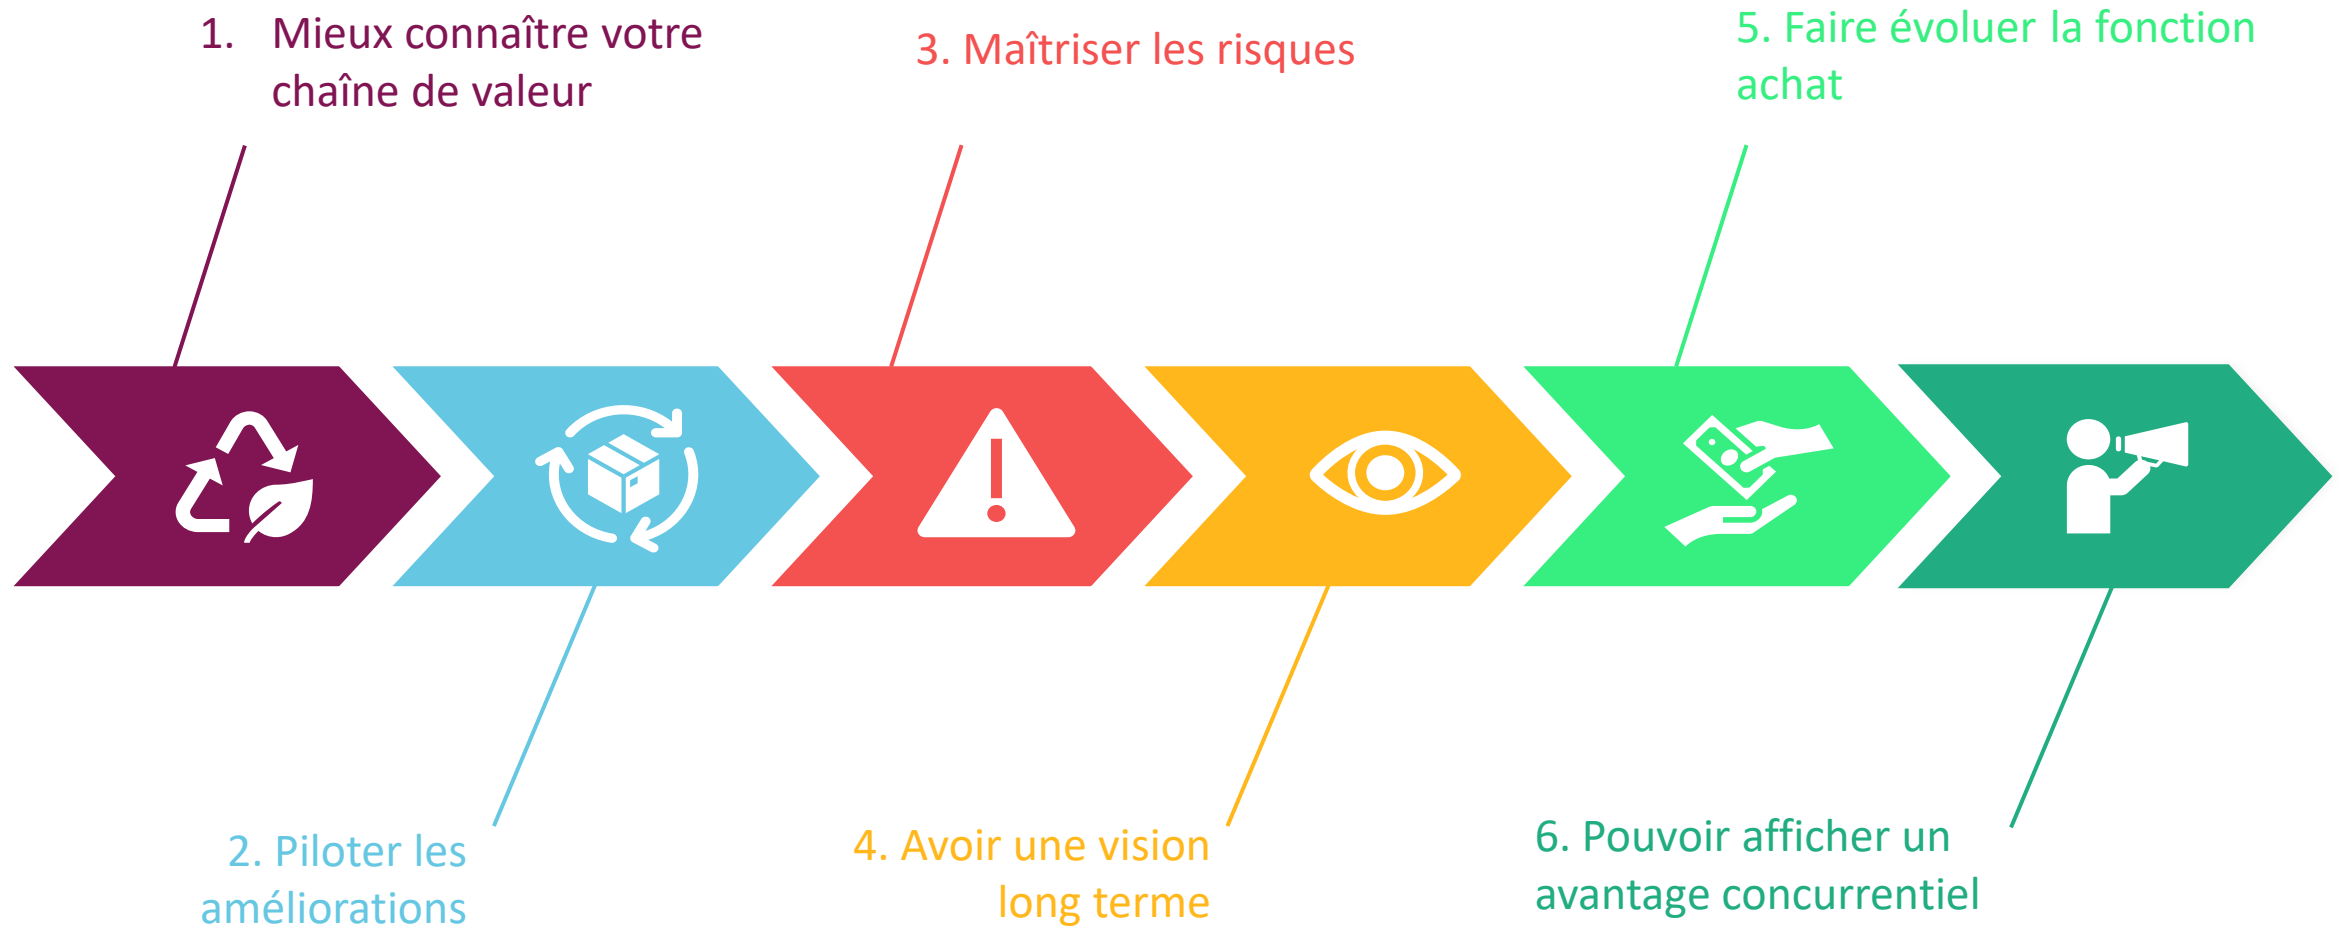 1. Mieux connaître votre
chaîne de valeur
2. Piloter les
améliorations
3. Maîtriser les risques
4. Avoir une vision
long terme
5. Faire évoluer la fonction
achat
6. Pouvoir afficher un
avantage concurrentiel